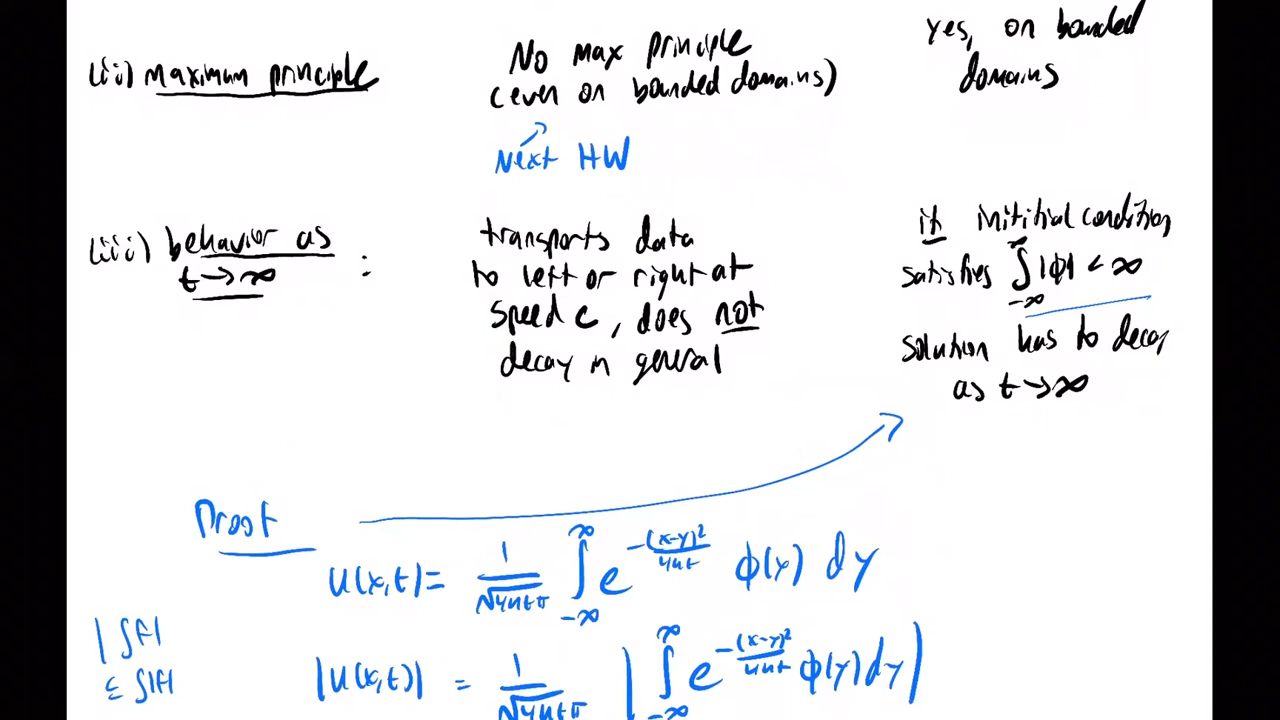 (ii) maximum principle
No max principle
(even on bounded domains)
Next HW
yes, on bounded
domains
(iii) behavior as
t → ∞ :
transports data
to left or right at
speed c, does not
decay in general
if initial condition
satisfies ∫_{-∞}^{∞} |ϕ| < ∞
solution has to decay
as t → ∞
Proof
u(x,t) = 1/√4ktπ ∫_{-∞}^{∞} e^{-(x-y)²/4kt} ϕ(y) dy
|∫f|
≤ ∫|f|
|u(x,t)| = 1/√4ktπ |∫_{-∞}^{∞} e^{-(x-y)²/4kt} ϕ(y) dy|